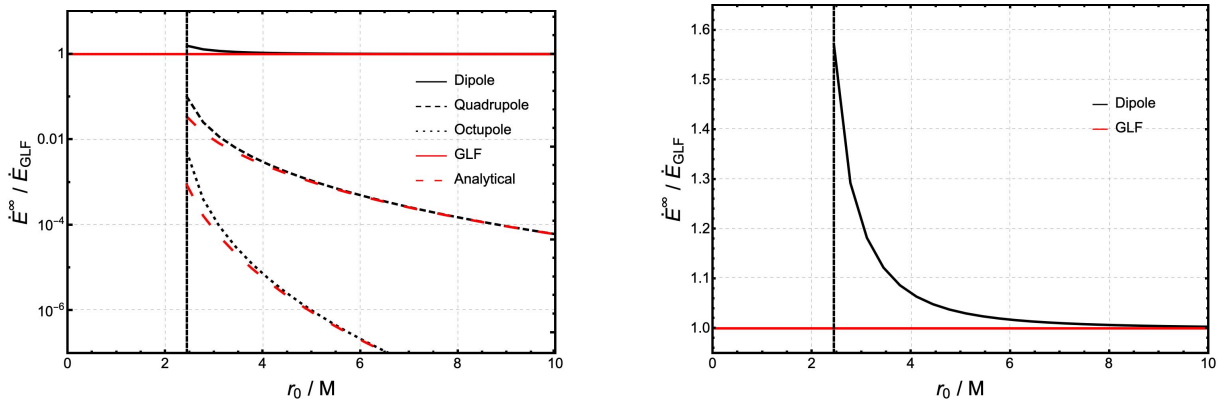 1
0.01
10⁻⁴
10⁻⁶
0
2
4
6
8
10
r₀ / M
Ė^∞ / Ė_GLF
Dipole
Quadrupole
Octupole
GLF
Analytical
1.6
1.5
1.4
1.3
1.2
1.1
1.0
0
2
4
6
8
10
r₀ / M
Ė^∞ / Ė_GLF
Dipole
GLF